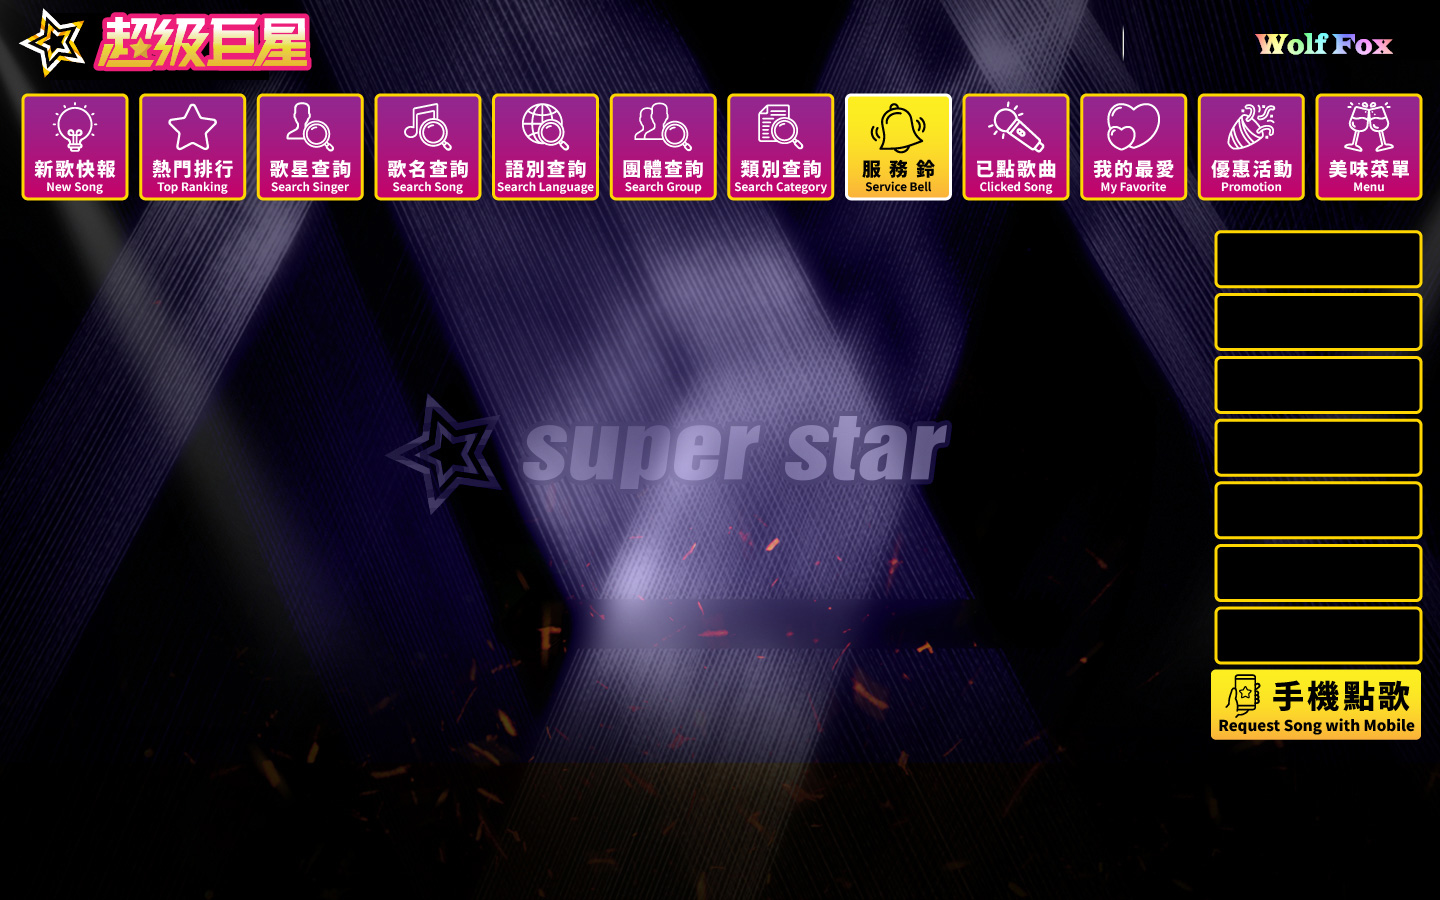 超级巨星
Wolf Fox
新歌快報
New Song
熱門排行
Top Ranking
歌星查詢
Search Singer
歌名查詢
Search Song
語別查詢
Search Language
團體查詢
Search Group
類別查詢
Search Category
服務鈴
Service Bell
已點歌曲
Clicked Song
我的最愛
My Favorite
優惠活動
Promotion
美味菜單
Menu
super star
手機點歌
Request Song with Mobile